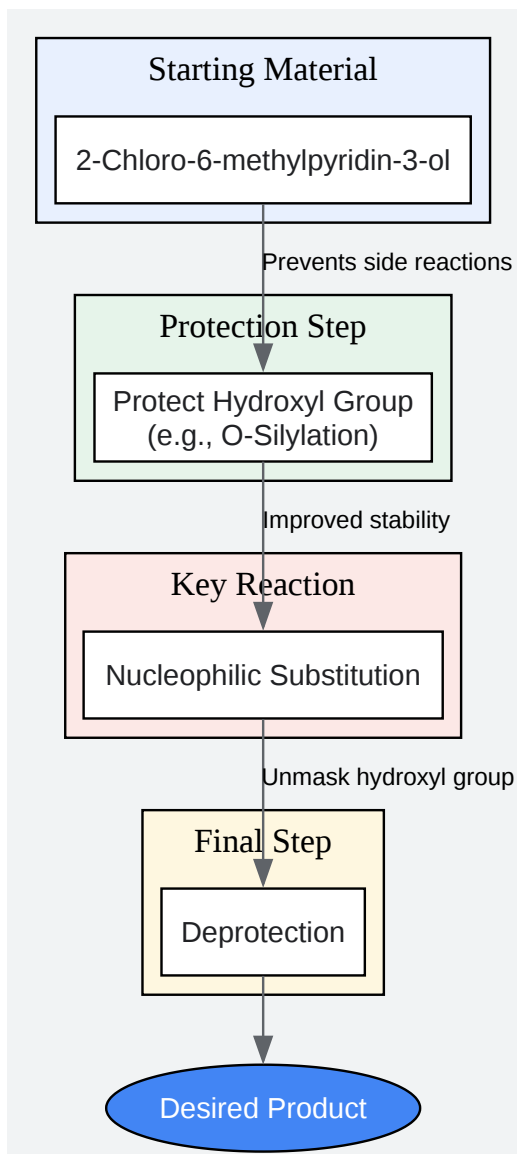 Starting Material
2-Chloro-6-methylpyridin-3-ol
Prevents side reactions
Protection Step
Protect Hydroxyl Group
(e.g., O-Silylation)
Improved stability
Key Reaction
Nucleophilic Substitution
Unmask hydroxyl group
Final Step
Deprotection
Desired Product